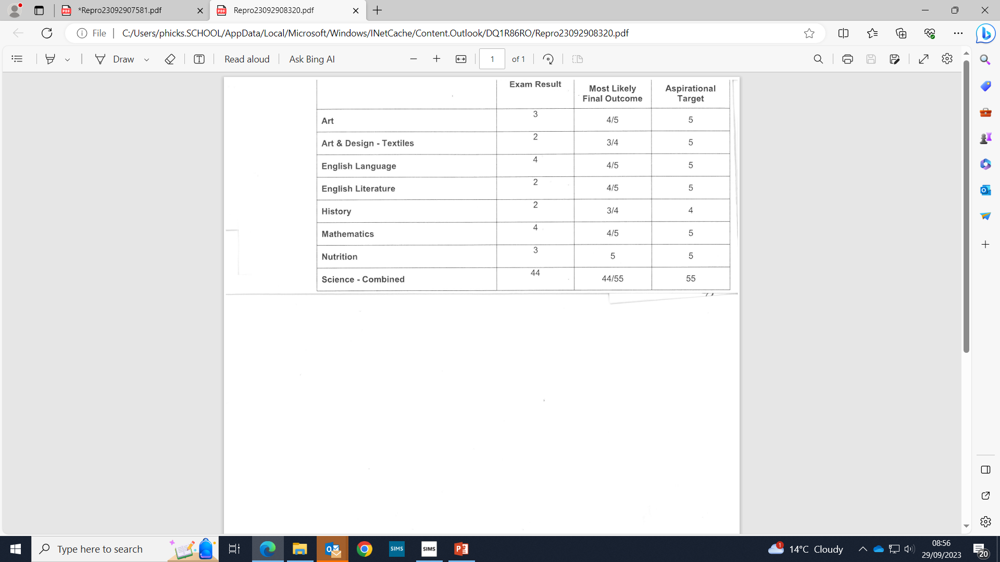 *Repro23092907581.pdf
Repro23092908320.pdf
File
C:/Users/phicks.SCHOOL/AppData/Local/Microsoft/Windows/INetCache/Content.Outlook/DQ1R86RO/Repro23092908320.pdf
Draw
Read aloud
Ask Bing AI
1 of 1
Exam Result Most Likely Final Outcome Aspirational Target
Art 3 4/5 5
Art & Design - Textiles 2 3/4 5
English Language 4 4/5 5
English Literature 2 4/5 5
History 2 3/4 4
Mathematics 4 4/5 5
Nutrition 3 5 5
Science - Combined 44 44/55 55
Type here to search
SIMS
SIMS
1
14°C Cloudy
08:56
29/09/2023
20